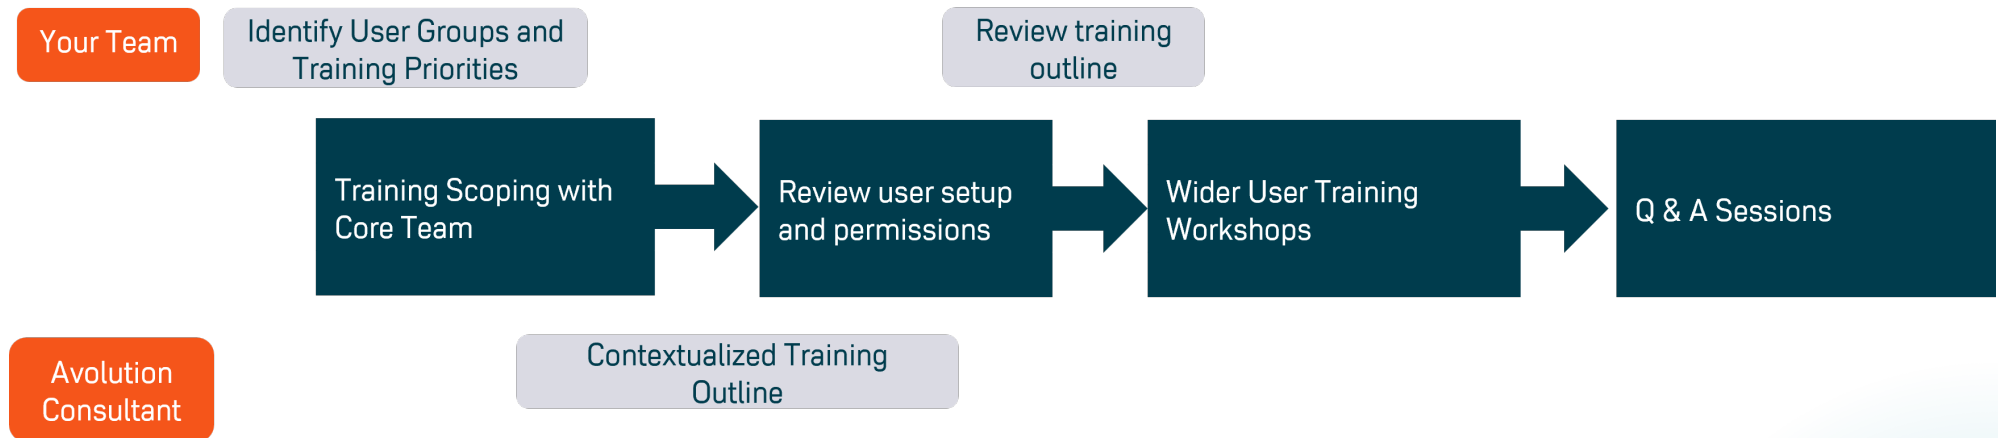 Your Team
Identify User Groups and
Training Priorities
Review training
outline
Training Scoping with
Core Team
Review user setup
and permissions
Wider User Training
Workshops
Q & A Sessions
Contextualized Training
Outline
Avolution
Consultant